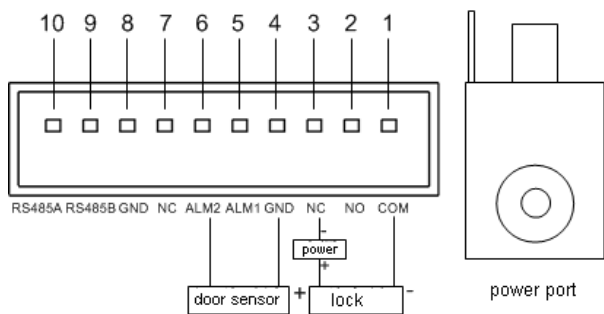 10 9 8 7 6 5 4 3 2 1
RS485A RS485B GND NC ALM2 ALM1 GND NC NO COM
-
power
+
door sensor + lock -
power port